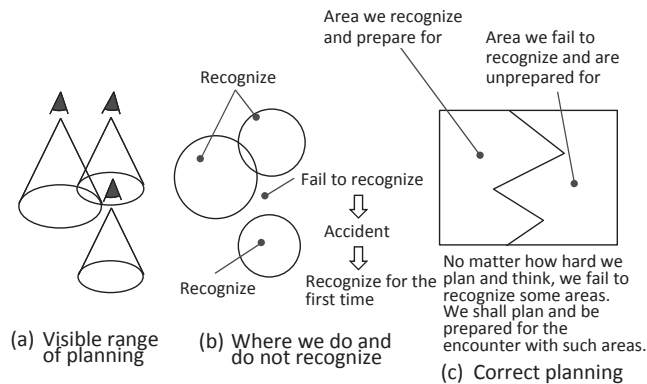 (a) Visible range
of planning
Recognize
Fail to recognize
Accident
Recognize for the
first time
Recognize
(b) Where we do and
do not recognize
Area we recognize
and prepare for
Area we fail to
recognize and are
unprepared for
No matter how hard we
plan and think, we fail to
recognize some areas.
We shall plan and be
prepared for the
encounter with such areas.
(c) Correct planning